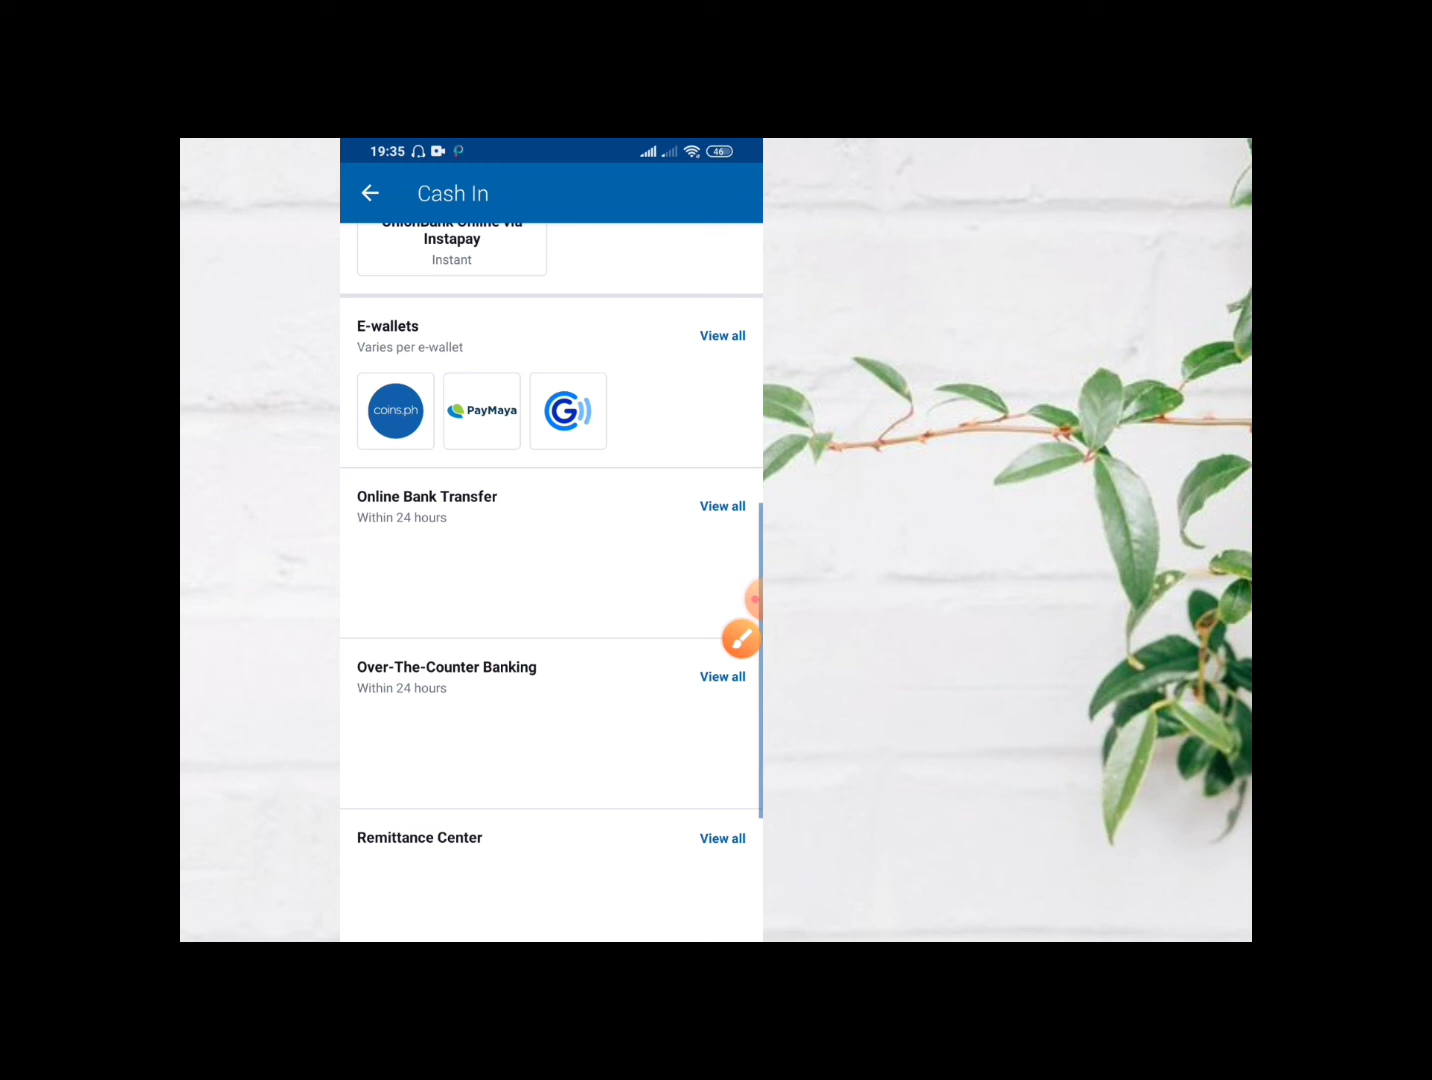 19:35
46
Cash In
UnionBank Online via
Instapay
Instant
E-wallets
View all
Varies per e-wallet
coins.ph
PayMaya
G
Online Bank Transfer
View all
Within 24 hours
Over-The-Counter Banking
View all
Within 24 hours
Remittance Center
View all